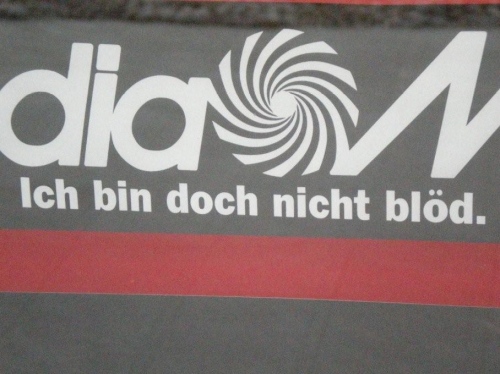 dia M
Ich bin doch nicht blöd.